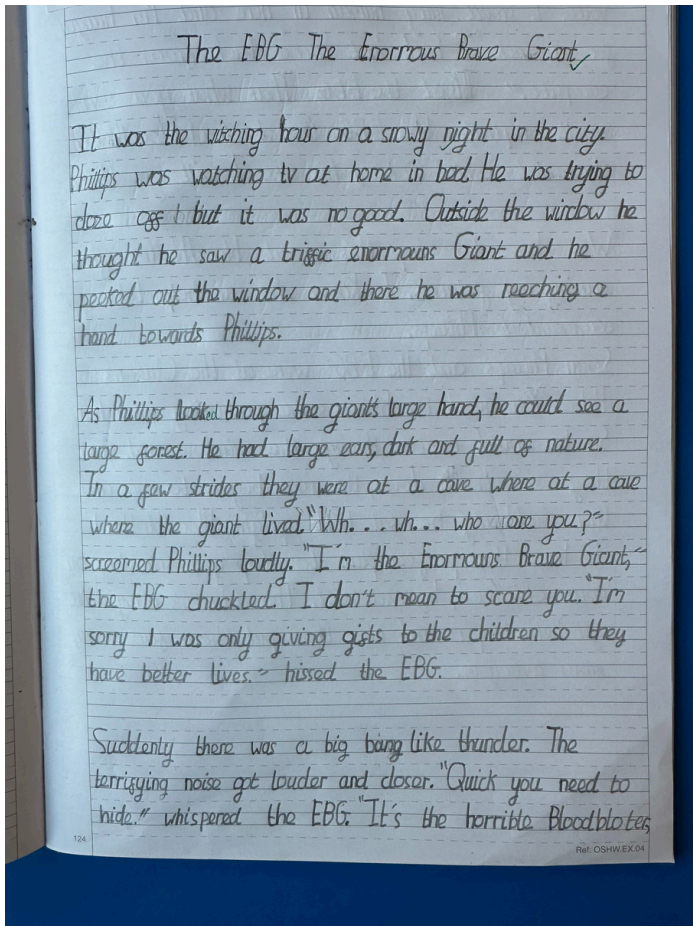 The EBG The Enormous Brave Giant
It was the witching hour on a snowy night in the city.
Phillips was watching tv at home in bed. He was trying to
doze off but it was no good. Outside the window he
thought he saw a triffic enormouns Giant and he
peeked out the window and there he was reaching a
hand towards Phillips.
As Phillips looked through the giant's large hand, he could see a
large forest. He had large ears, dark and full of nature.
In a few strides they were at a cave where at a cave
where the giant lived. "Wh... wh... who are you?"
screamed Phillips loudly. "I'm the Enormouns Brave Giant,"
the EBG chuckled. I don't mean to scare you. "I'm
sorry I was only giving gifts to the children so they
have better lives." hissed the EBG.
Suddenly there was a big bang like thunder. The
terrifying noise got louder and closer. "Quick you need to
hide." whispered the EBG. "It's the horrible Bloodbloter,
124
Ref: OSHW.EX.04